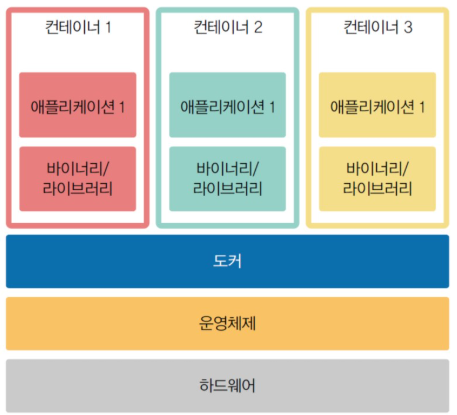 컨테이너 1
컨테이너 2
컨테이너 3
애플리케이션 1
애플리케이션 1
애플리케이션 1
바이너리/
라이브러리
바이너리/
라이브러리
바이너리/
라이브러리
도커
운영체제
하드웨어